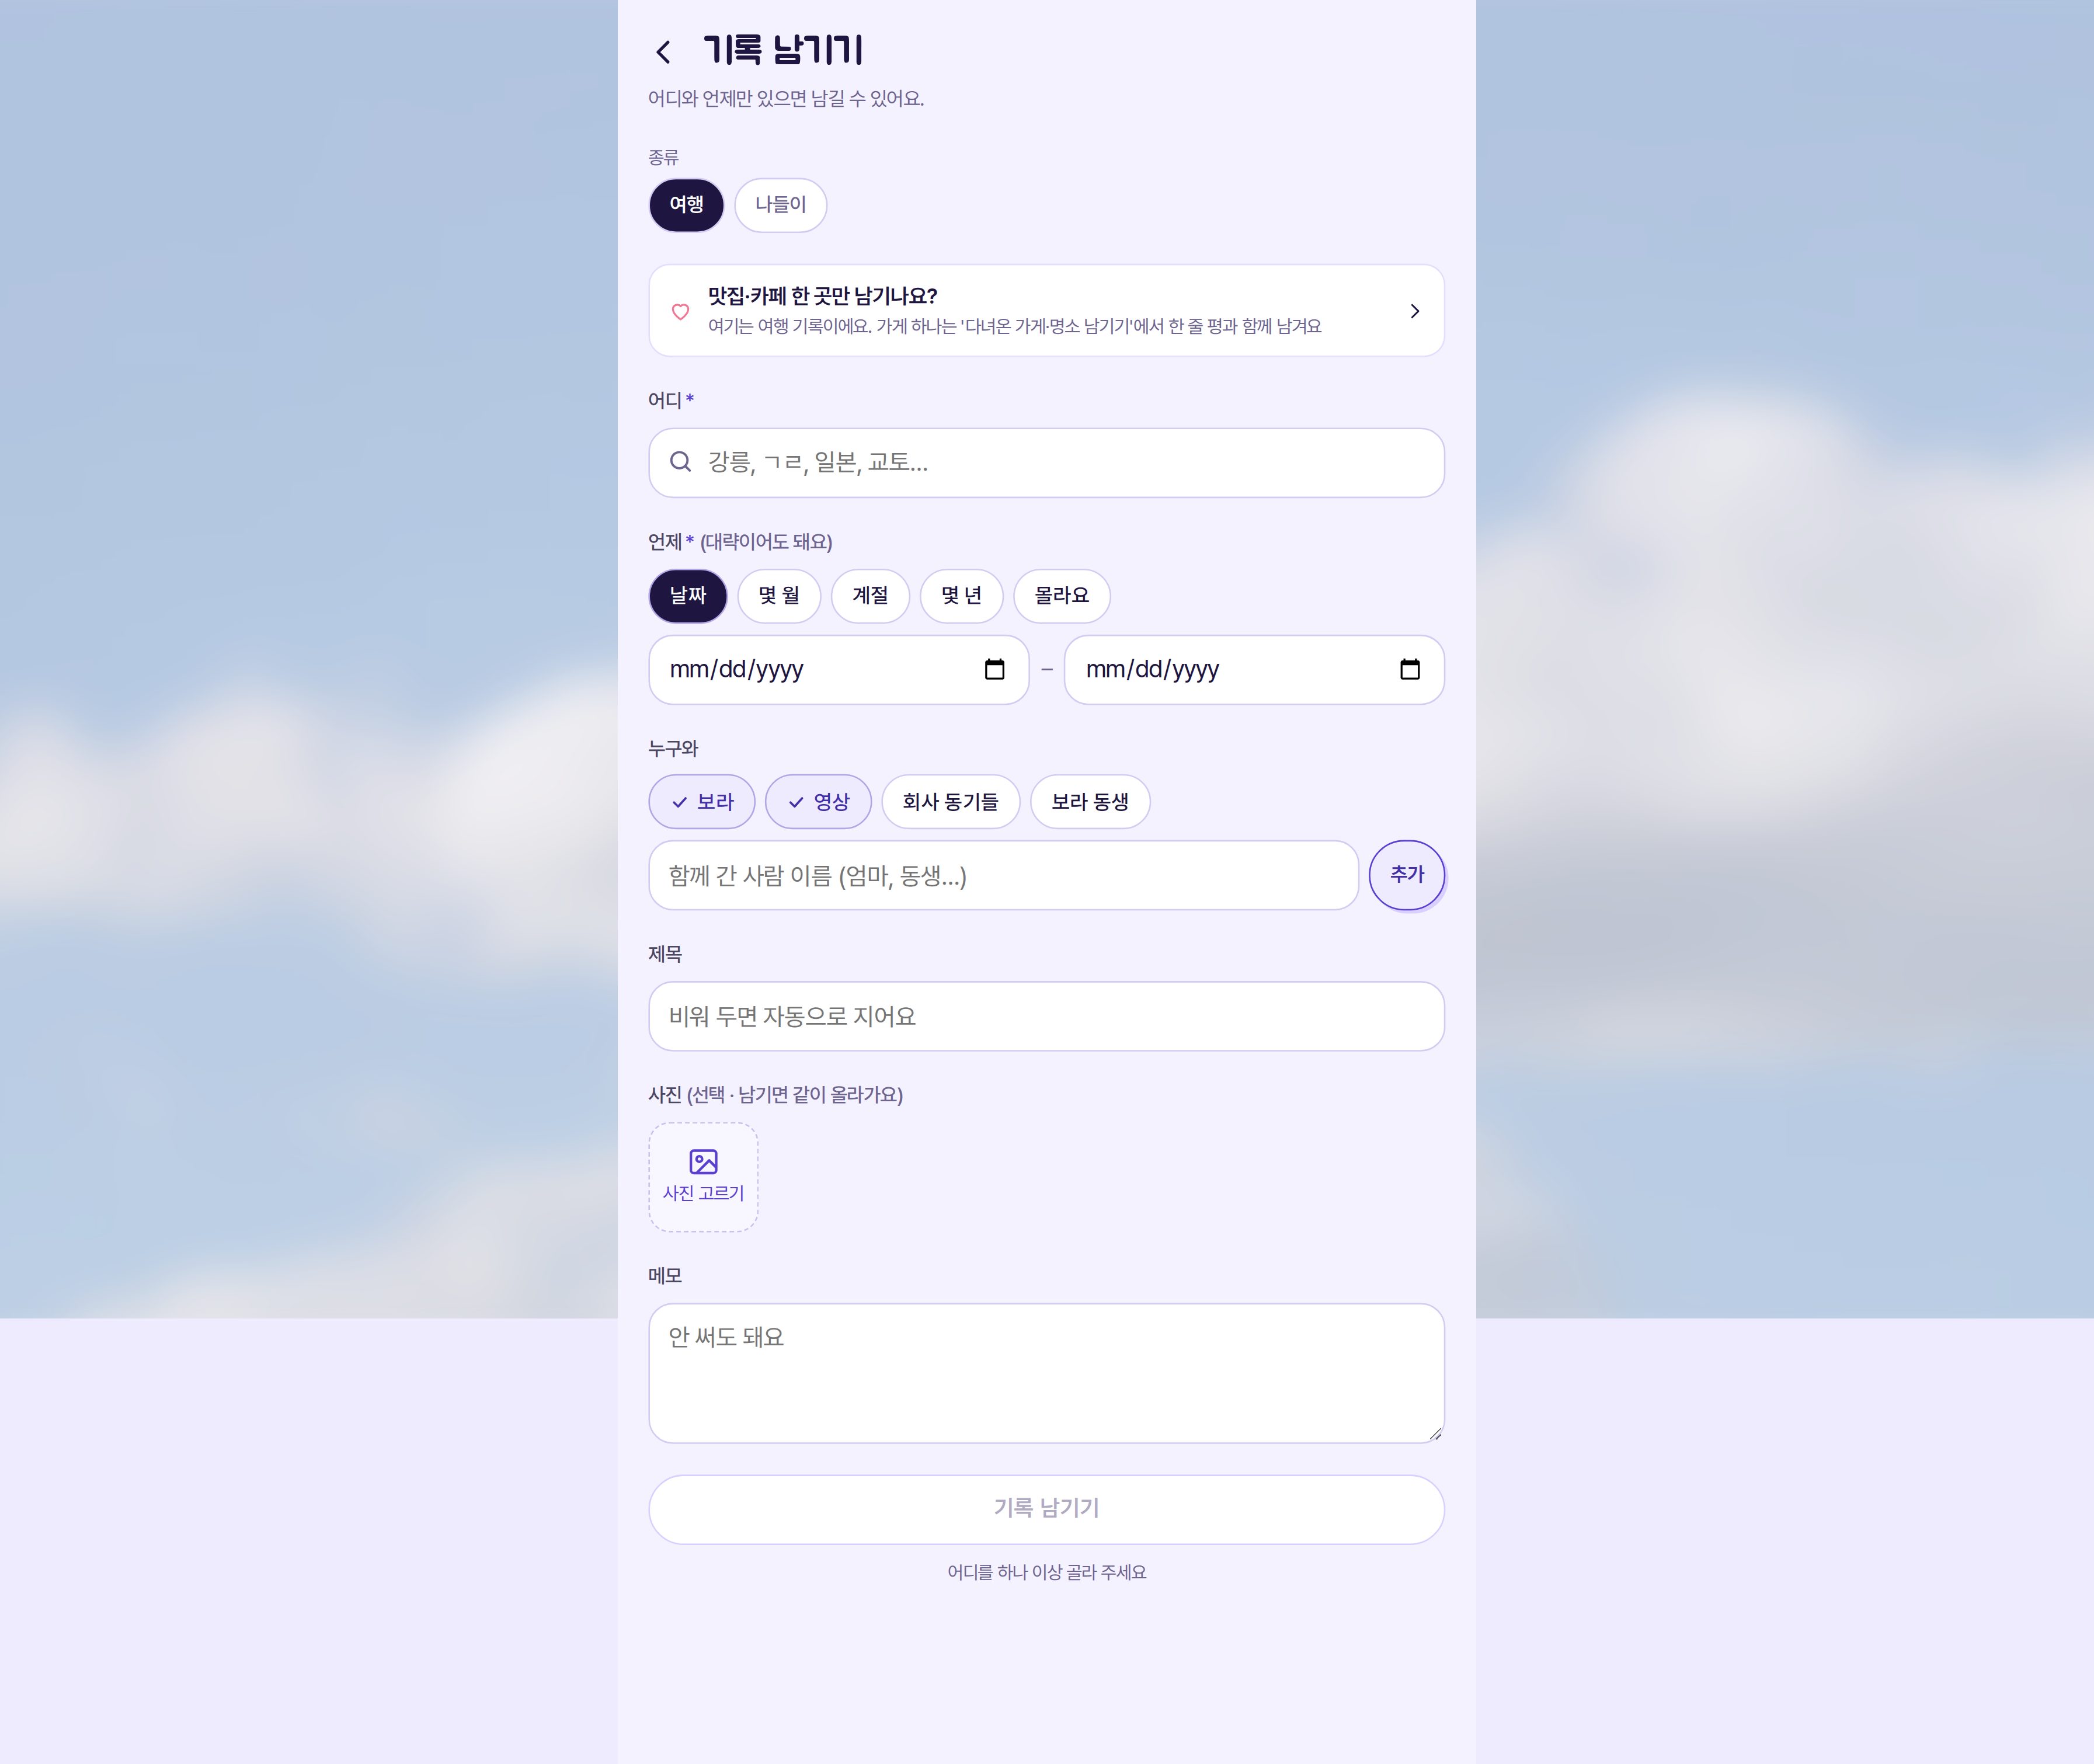 기록 남기기
어디와 언제만 있으면 남길 수 있어요.
종류
여행 나들이
맛집·카페 한 곳만 남기나요?
여기는 여행 기록이에요. 가게 하나는 '다녀온 가게·명소 남기기'에서 한 줄 평과 함께 남겨요
어디 *
강릉, ㄱㄹ, 일본, 교토...
언제 * (대략이어도 돼요)
날짜 몇 월 계절 몇 년 몰라요
mm/dd/yyyy – mm/dd/yyyy
누구와
보라 영상 회사 동기들 보라 동생
함께 간 사람 이름 (엄마, 동생...) 추가
제목
비워 두면 자동으로 지어요
사진 (선택 · 남기면 같이 올라가요)
사진 고르기
메모
안 써도 돼요
기록 남기기
어디를 하나 이상 골라 주세요